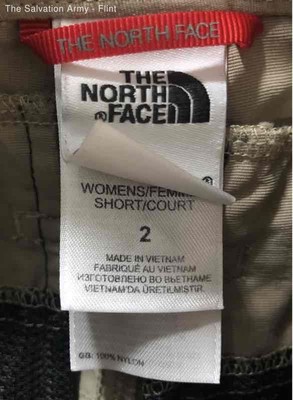 The Salvation Army - Flint
THE NORTH FACE
THE
NORTH
FACE
®
WOMENS/FEMME
SHORT/COURT
2
MADE IN VIETNAM
FABRIQUÉ AU VIETNAM
ИЗГОТОВЛЕНО ВО ВЬЕТНАМЕ
VIETNAM'DA ÜRETILMISTIR.
100% NYLON